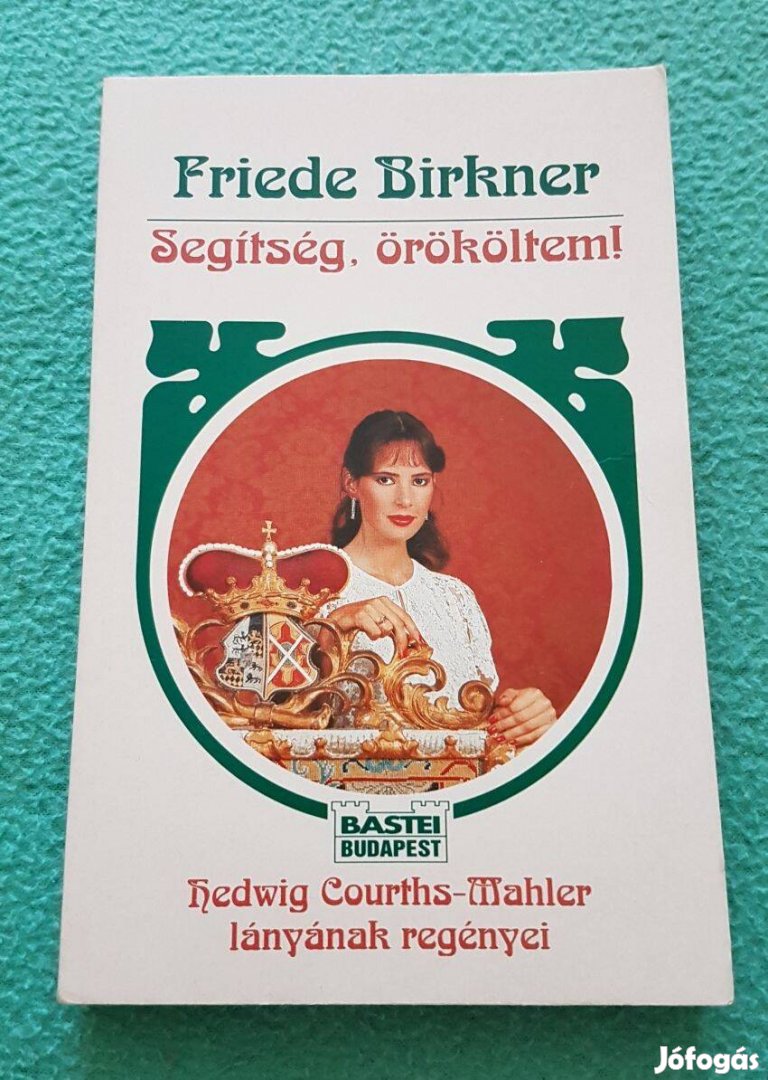 Friede Birkner
Segítség, örököltem!
BASTEI
BUDAPEST
Hedwig Courths-Mahler
lányának regényei
Jófogás